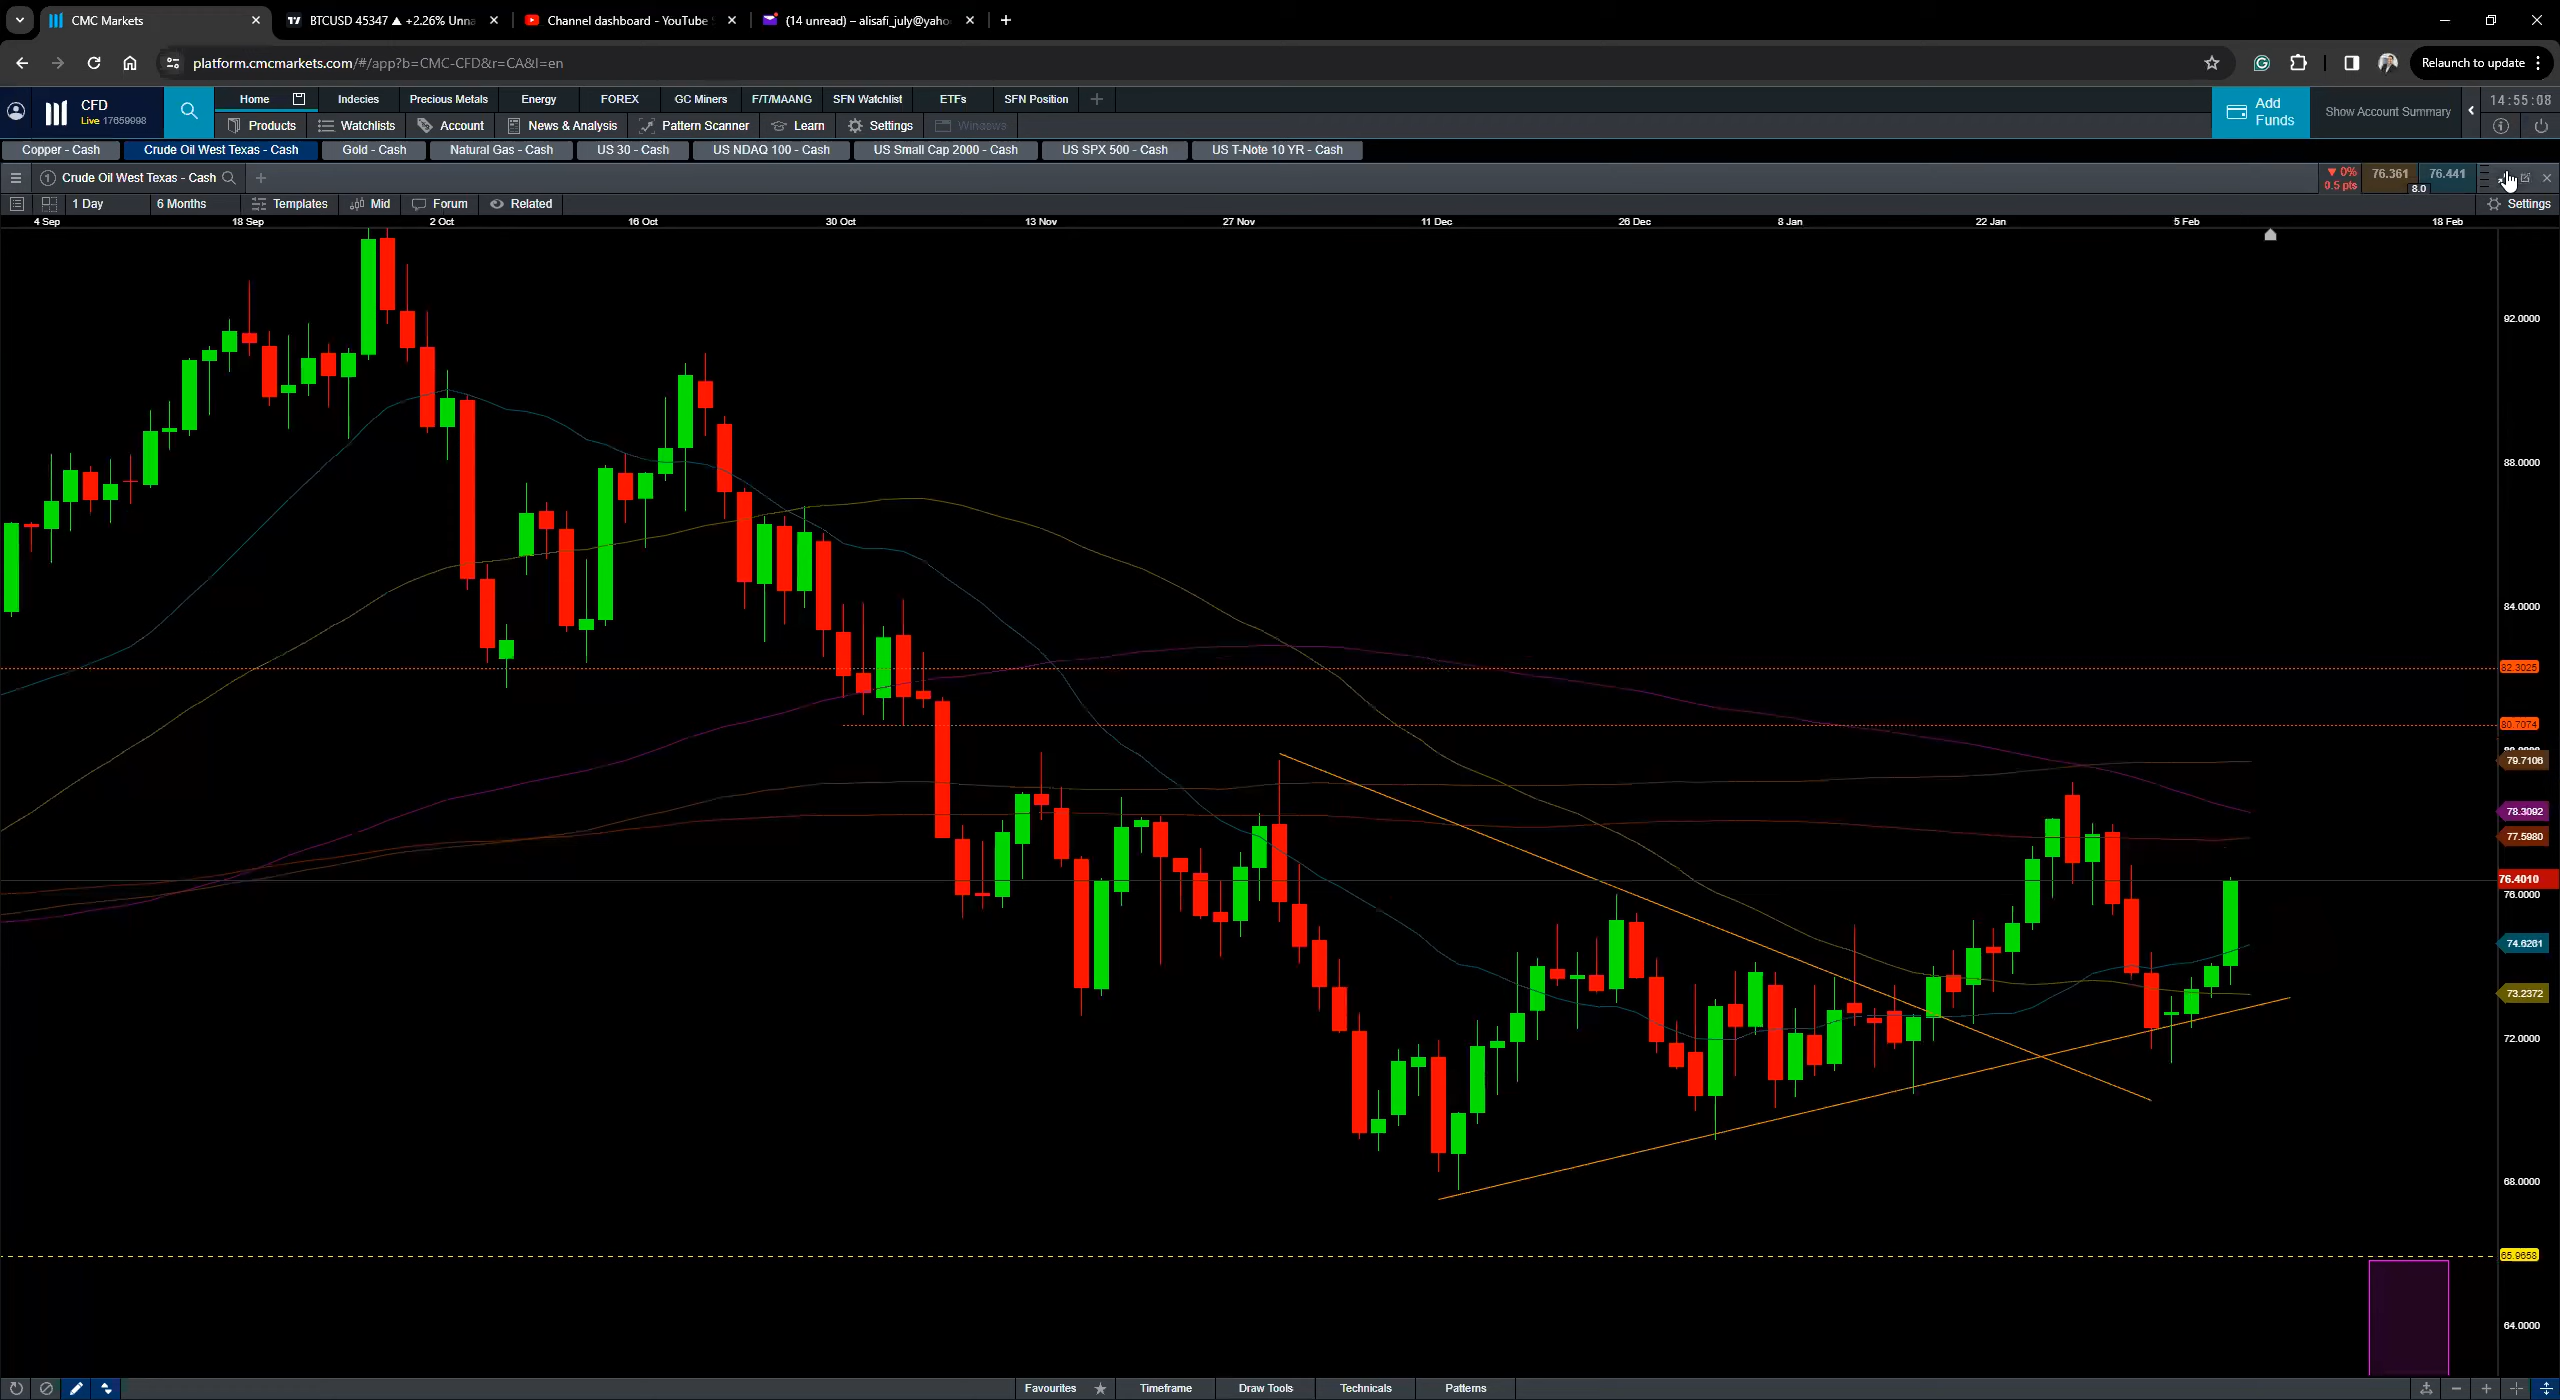 CMC Markets
BTCUSD 45347 ▲ +2.26% Unna
Channel dashboard - YouTube
(14 unread) – alisafi_july@yaho
platform.cmcmarkets.com/#/app?b=CMC-CFD&r=CA&l=en
Relaunch to update
CFD
Live 17659998
Home
Indecies
Precious Metals
Energy
FOREX
GC Miners
F/T/MAANG
SFN Watchlist
ETFs
SFN Position
Products
Watchlists
Account
News & Analysis
Pattern Scanner
Learn
Settings
Add Funds
Show Account Summary
14:55:08
Copper - Cash
Crude Oil West Texas - Cash
Gold - Cash
Natural Gas - Cash
US 30 - Cash
US NDAQ 100 - Cash
US Small Cap 2000 - Cash
US SPX 500 - Cash
US T-Note 10 YR - Cash
1 Crude Oil West Texas - Cash
▼ 0%
0.5 pts
76.361
76.441
8.0
1 Day
6 Months
Templates
Mid
Forum
Related
Settings
4 Sep
18 Sep
2 Oct
16 Oct
30 Oct
13 Nov
27 Nov
11 Dec
26 Dec
8 Jan
22 Jan
5 Feb
18 Feb
92.0000
88.0000
84.0000
82.3025
80.7074
79.7106
78.3092
77.5980
76.4010
76.0000
74.6261
73.2372
72.0000
68.0000
65.9658
64.0000
Favourites
Timeframe
Draw Tools
Technicals
Patterns